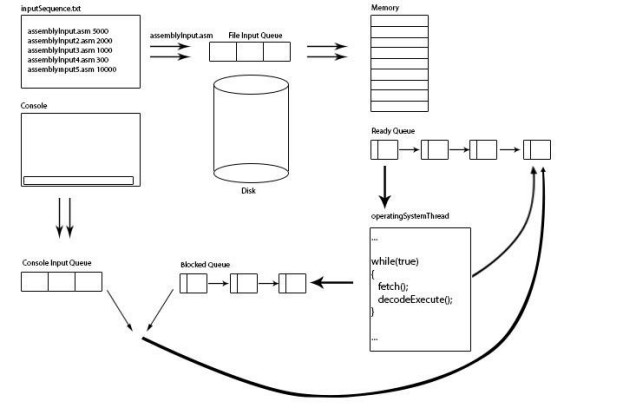 inputSequence.txt
assemblyInput.asm 5000
assemblyInput2.asm 2000
assemblyInput3.asm 1000
assemblyInput4.asm 300
assemblyinput5.asm 10000
assemblyInput.asm
File Input Queue
Memory
Console
Disk
Ready Queue
operatingSystemThread
...
while(true)
{
fetch();
decodeExecute();
}
...
Console Input Queue
Blocked Queue